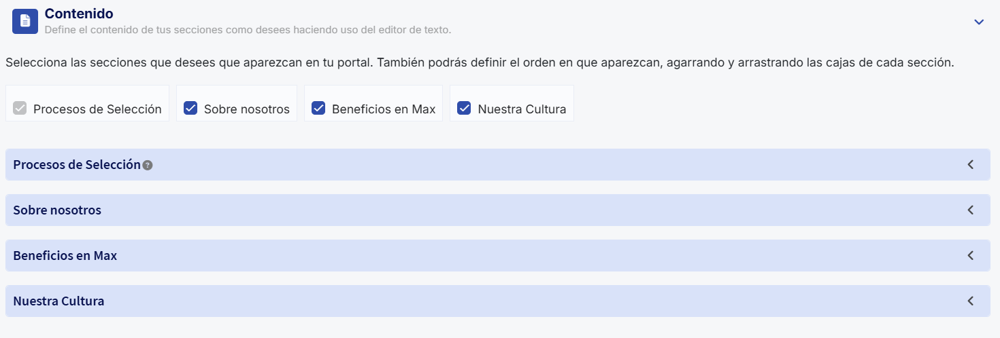 Contenido
Define el contenido de tus secciones como desees haciendo uso del editor de texto.
Selecciona las secciones que desees que aparezcan en tu portal. También podrás definir el orden en que aparezcan, agarrando y arrastrando las cajas de cada sección.
Procesos de Selección Sobre nosotros Beneficios en Max Nuestra Cultura
Procesos de Selección ?
Sobre nosotros
Beneficios en Max
Nuestra Cultura